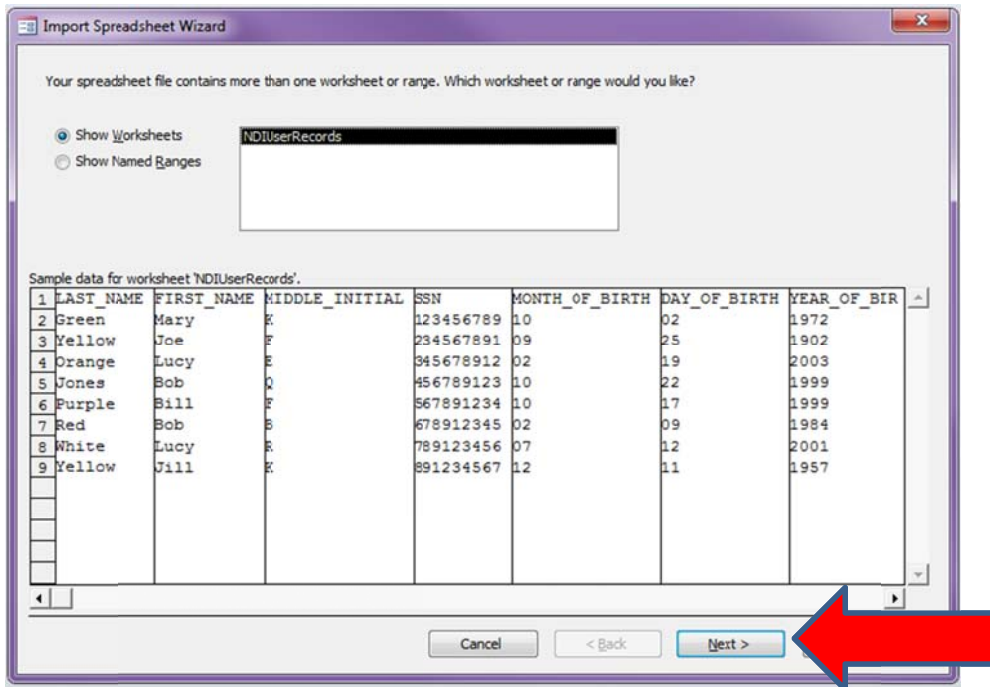 Import Spreadsheet Wizard
Your spreadsheet file contains more than one worksheet or range. Which worksheet or range would you like?
Show Worksheets
NDIUserRecords
Show Named Ranges
Sample data for worksheet 'NDIUserRecords'.
1 LAST_NAME FIRST_NAME MIDDLE_INITIAL SSN MONTH_OF_BIRTH DAY_OF_BIRTH YEAR_OF_BIR
2 Green Mary K 123456789 10 02 1972
3 Yellow Joe F 234567891 09 25 1902
4 Orange Lucy E 345678912 02 19 2003
5 Jones Bob Q 456789123 10 22 1999
6 Purple Bill F 567891234 10 17 1999
7 Red Bob B 678912345 02 09 1984
8 White Lucy R 789123456 07 12 2001
9 Yellow Jill K 891234567 12 11 1957
Cancel < Back Next >